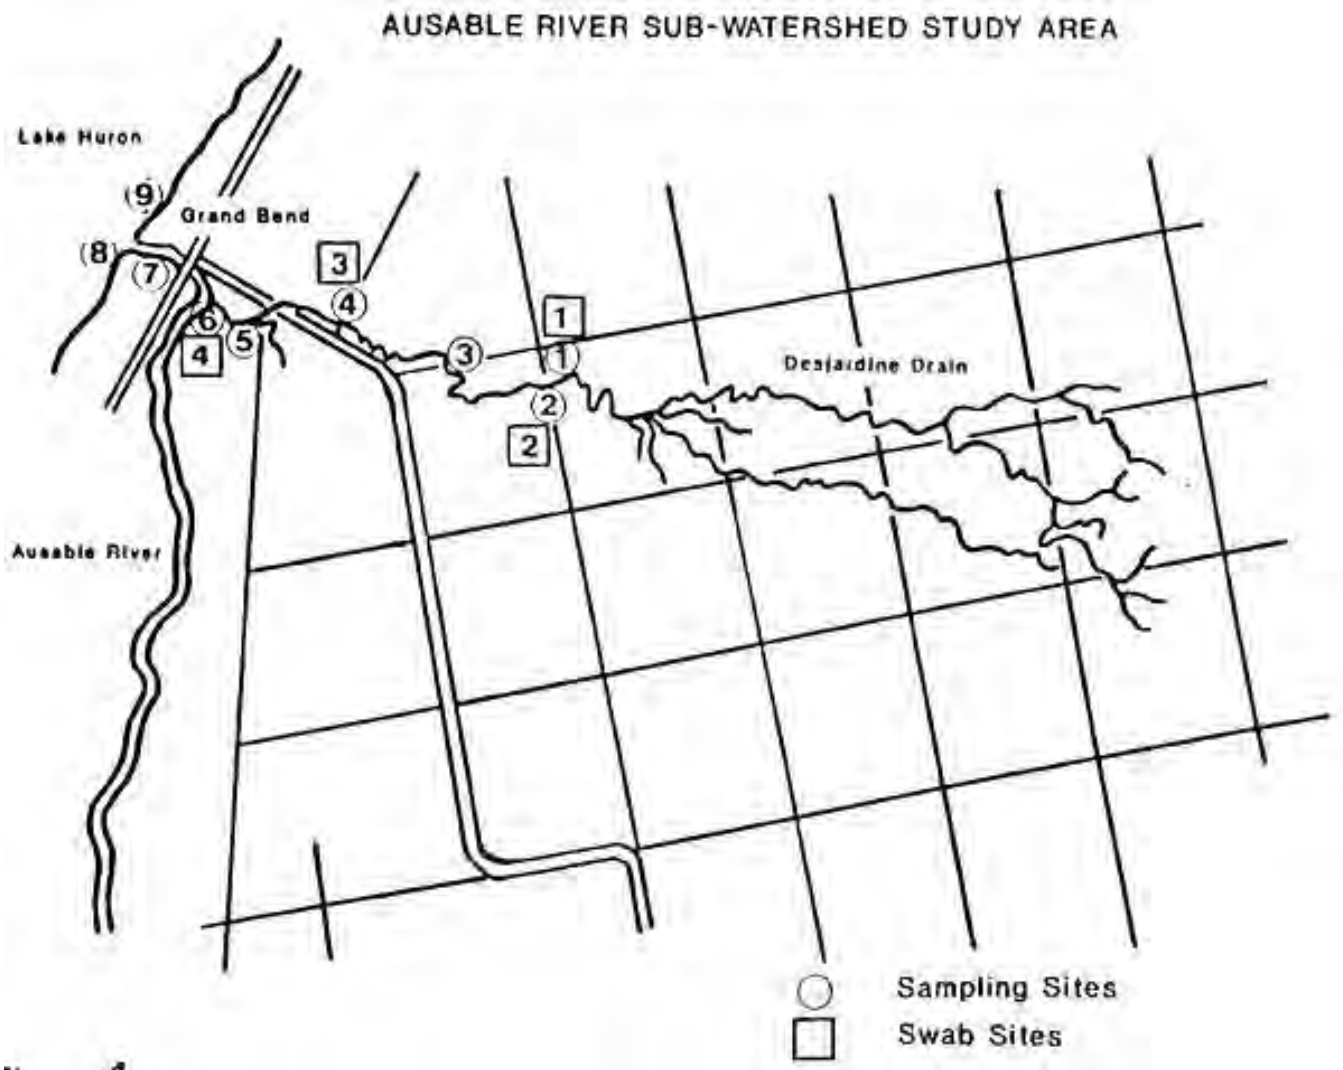 AUSABLE RIVER SUB-WATERSHED STUDY AREA
Lake Huron
9
Grand Bend
8
7
3
4
6
5
4
3
1
1
2
2
Desjardine Drain
Ausable River
Sampling Sites
Swab Sites